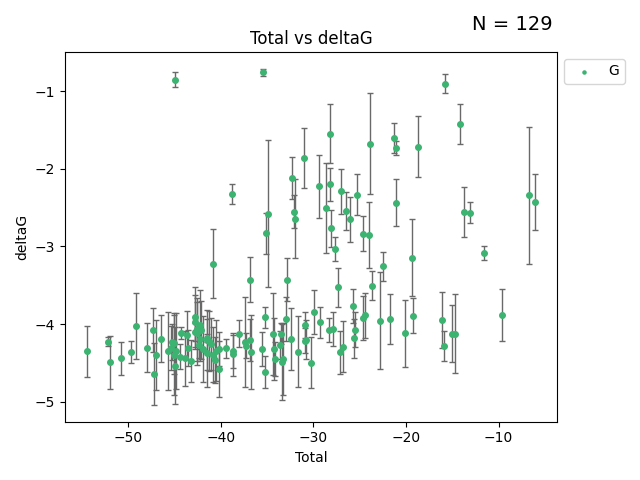 N = 129
Total vs deltaG
G
−1
−2
−3
−4
−5
deltaG
−50
−40
−30
−20
−10
Total